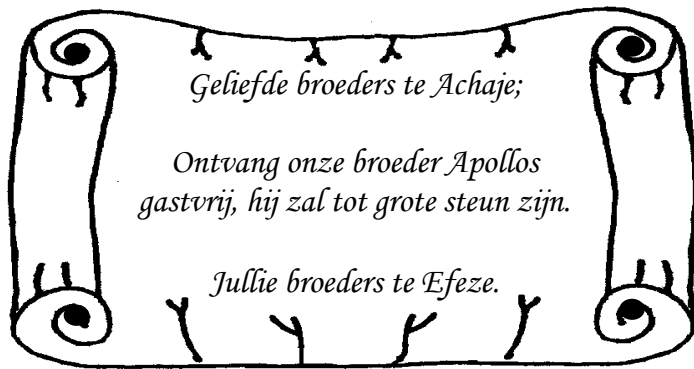 Geliefde broeders te Achaje;
Ontvang onze broeder Apollos
gastvrij, hij zal tot grote steun zijn.
Jullie broeders te Efeze.